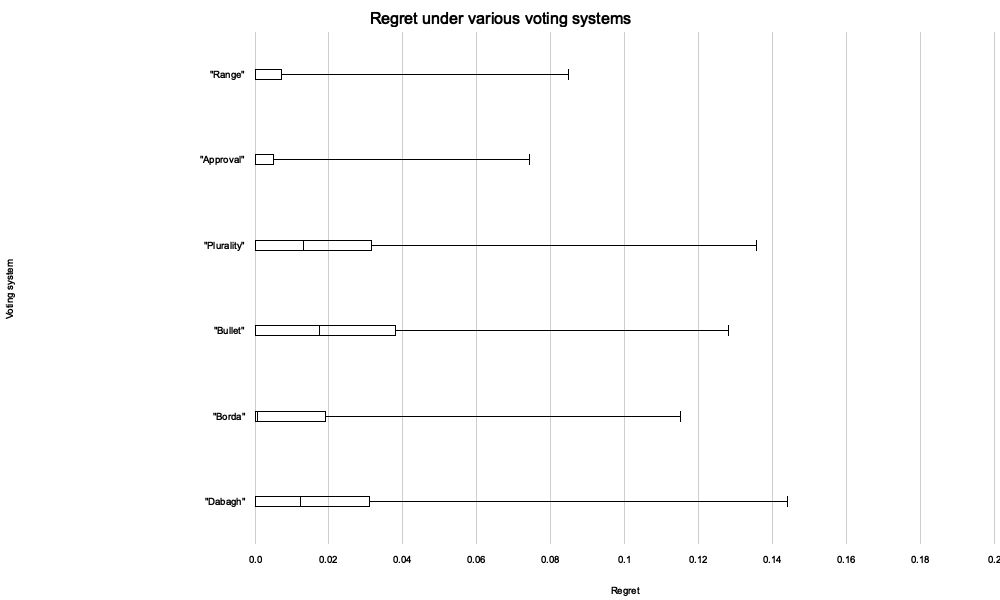 Regret under various voting systems
"Range"
"Approval"
"Plurality"
Voting system
"Bullet"
"Borda"
"Dabagh"
0.0 0.02 0.04 0.06 0.08 0.1 0.12 0.14 0.16 0.18 0.2
Regret